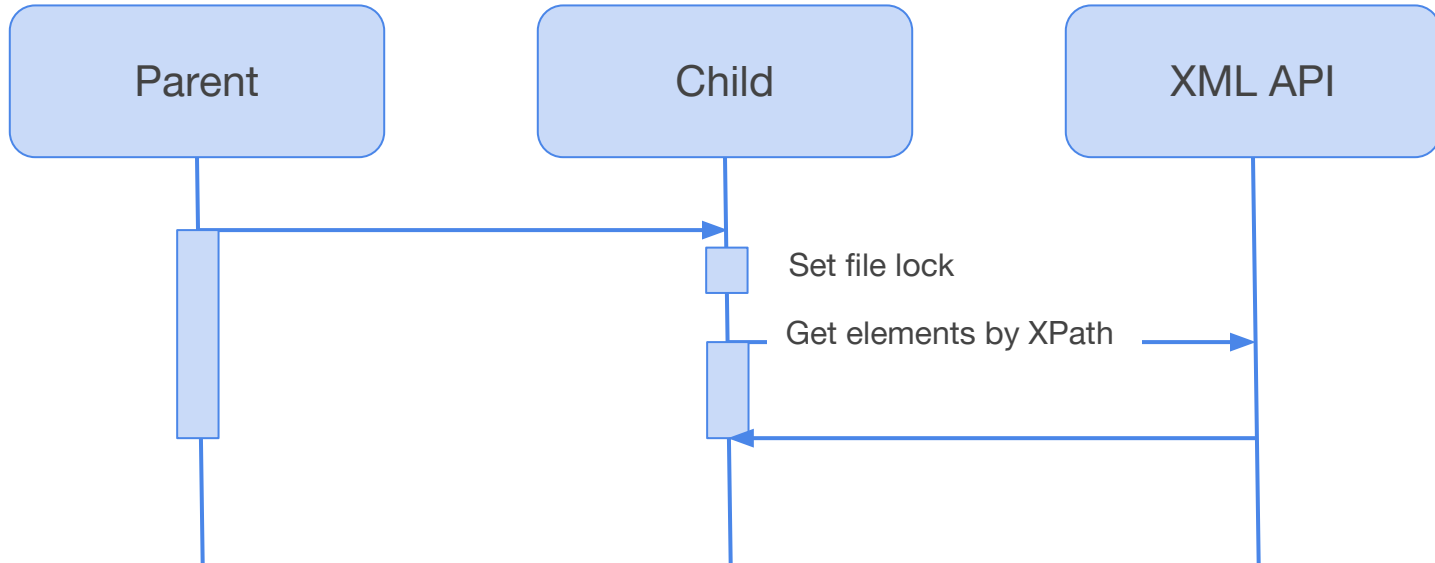 Parent
Child
XML API
Set file lock
Get elements by XPath